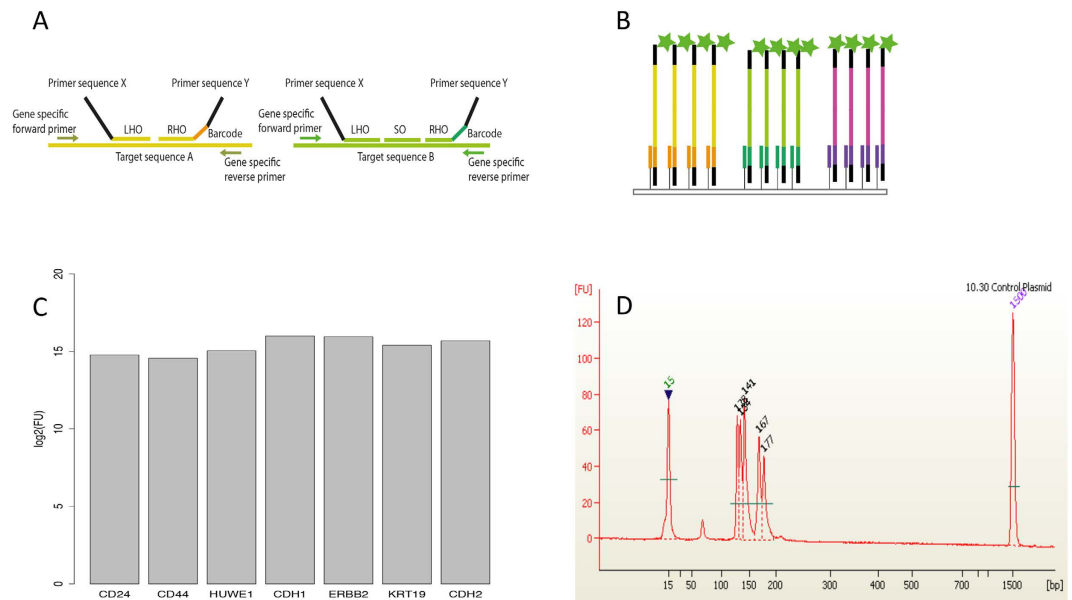 A
Primer sequence X
Primer sequence Y
Gene specific
forward primer
LHO
RHO
Barcode
Target sequence A
Gene specific
reverse primer
Primer sequence X
Primer sequence Y
Gene specific
forward primer
LHO
SO
RHO
Barcode
Target sequence B
Gene specific
reverse primer
B
C
log2(FU)
20
15
10
5
0
CD24 CD44 HUWE1 CDH1 ERBB2 KRT19 CDH2
D
[FU]
10.30 Control Plasmid
120
100
80
60
40
20
0
15
141
134
167
177
1500
15 50 100 150 200 300 400 500 700 1500 [bp]